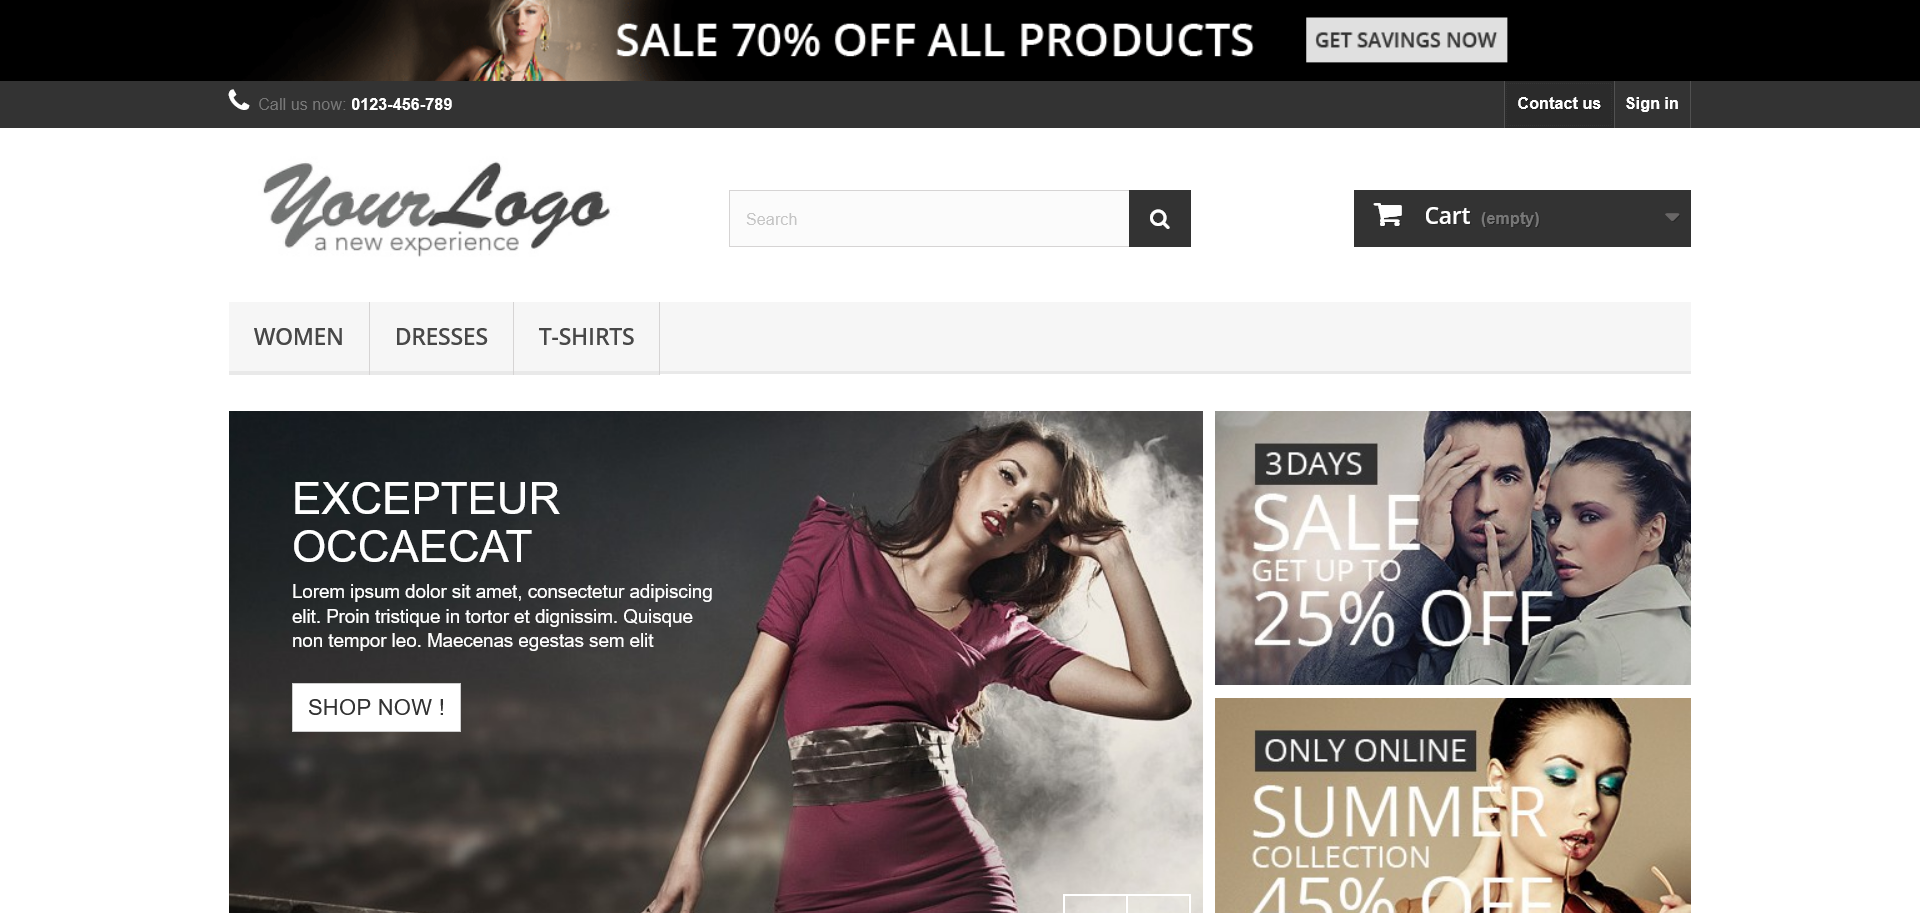 SALE 70% OFF ALL PRODUCTS
GET SAVINGS NOW
Call us now: 0123-456-789
Contact us
Sign in
YourLogo
a new experience
Search
Cart (empty)
WOMEN
DRESSES
T-SHIRTS
EXCEPTEUR
OCCAECAT
Lorem ipsum dolor sit amet, consectetur adipiscing
elit. Proin tristique in tortor et dignissim. Quisque
non tempor leo. Maecenas egestas sem elit
SHOP NOW !
3 DAYS
SALE
GET UP TO
25% OFF
ONLY ONLINE
SUMMER
COLLECTION
45% OFF